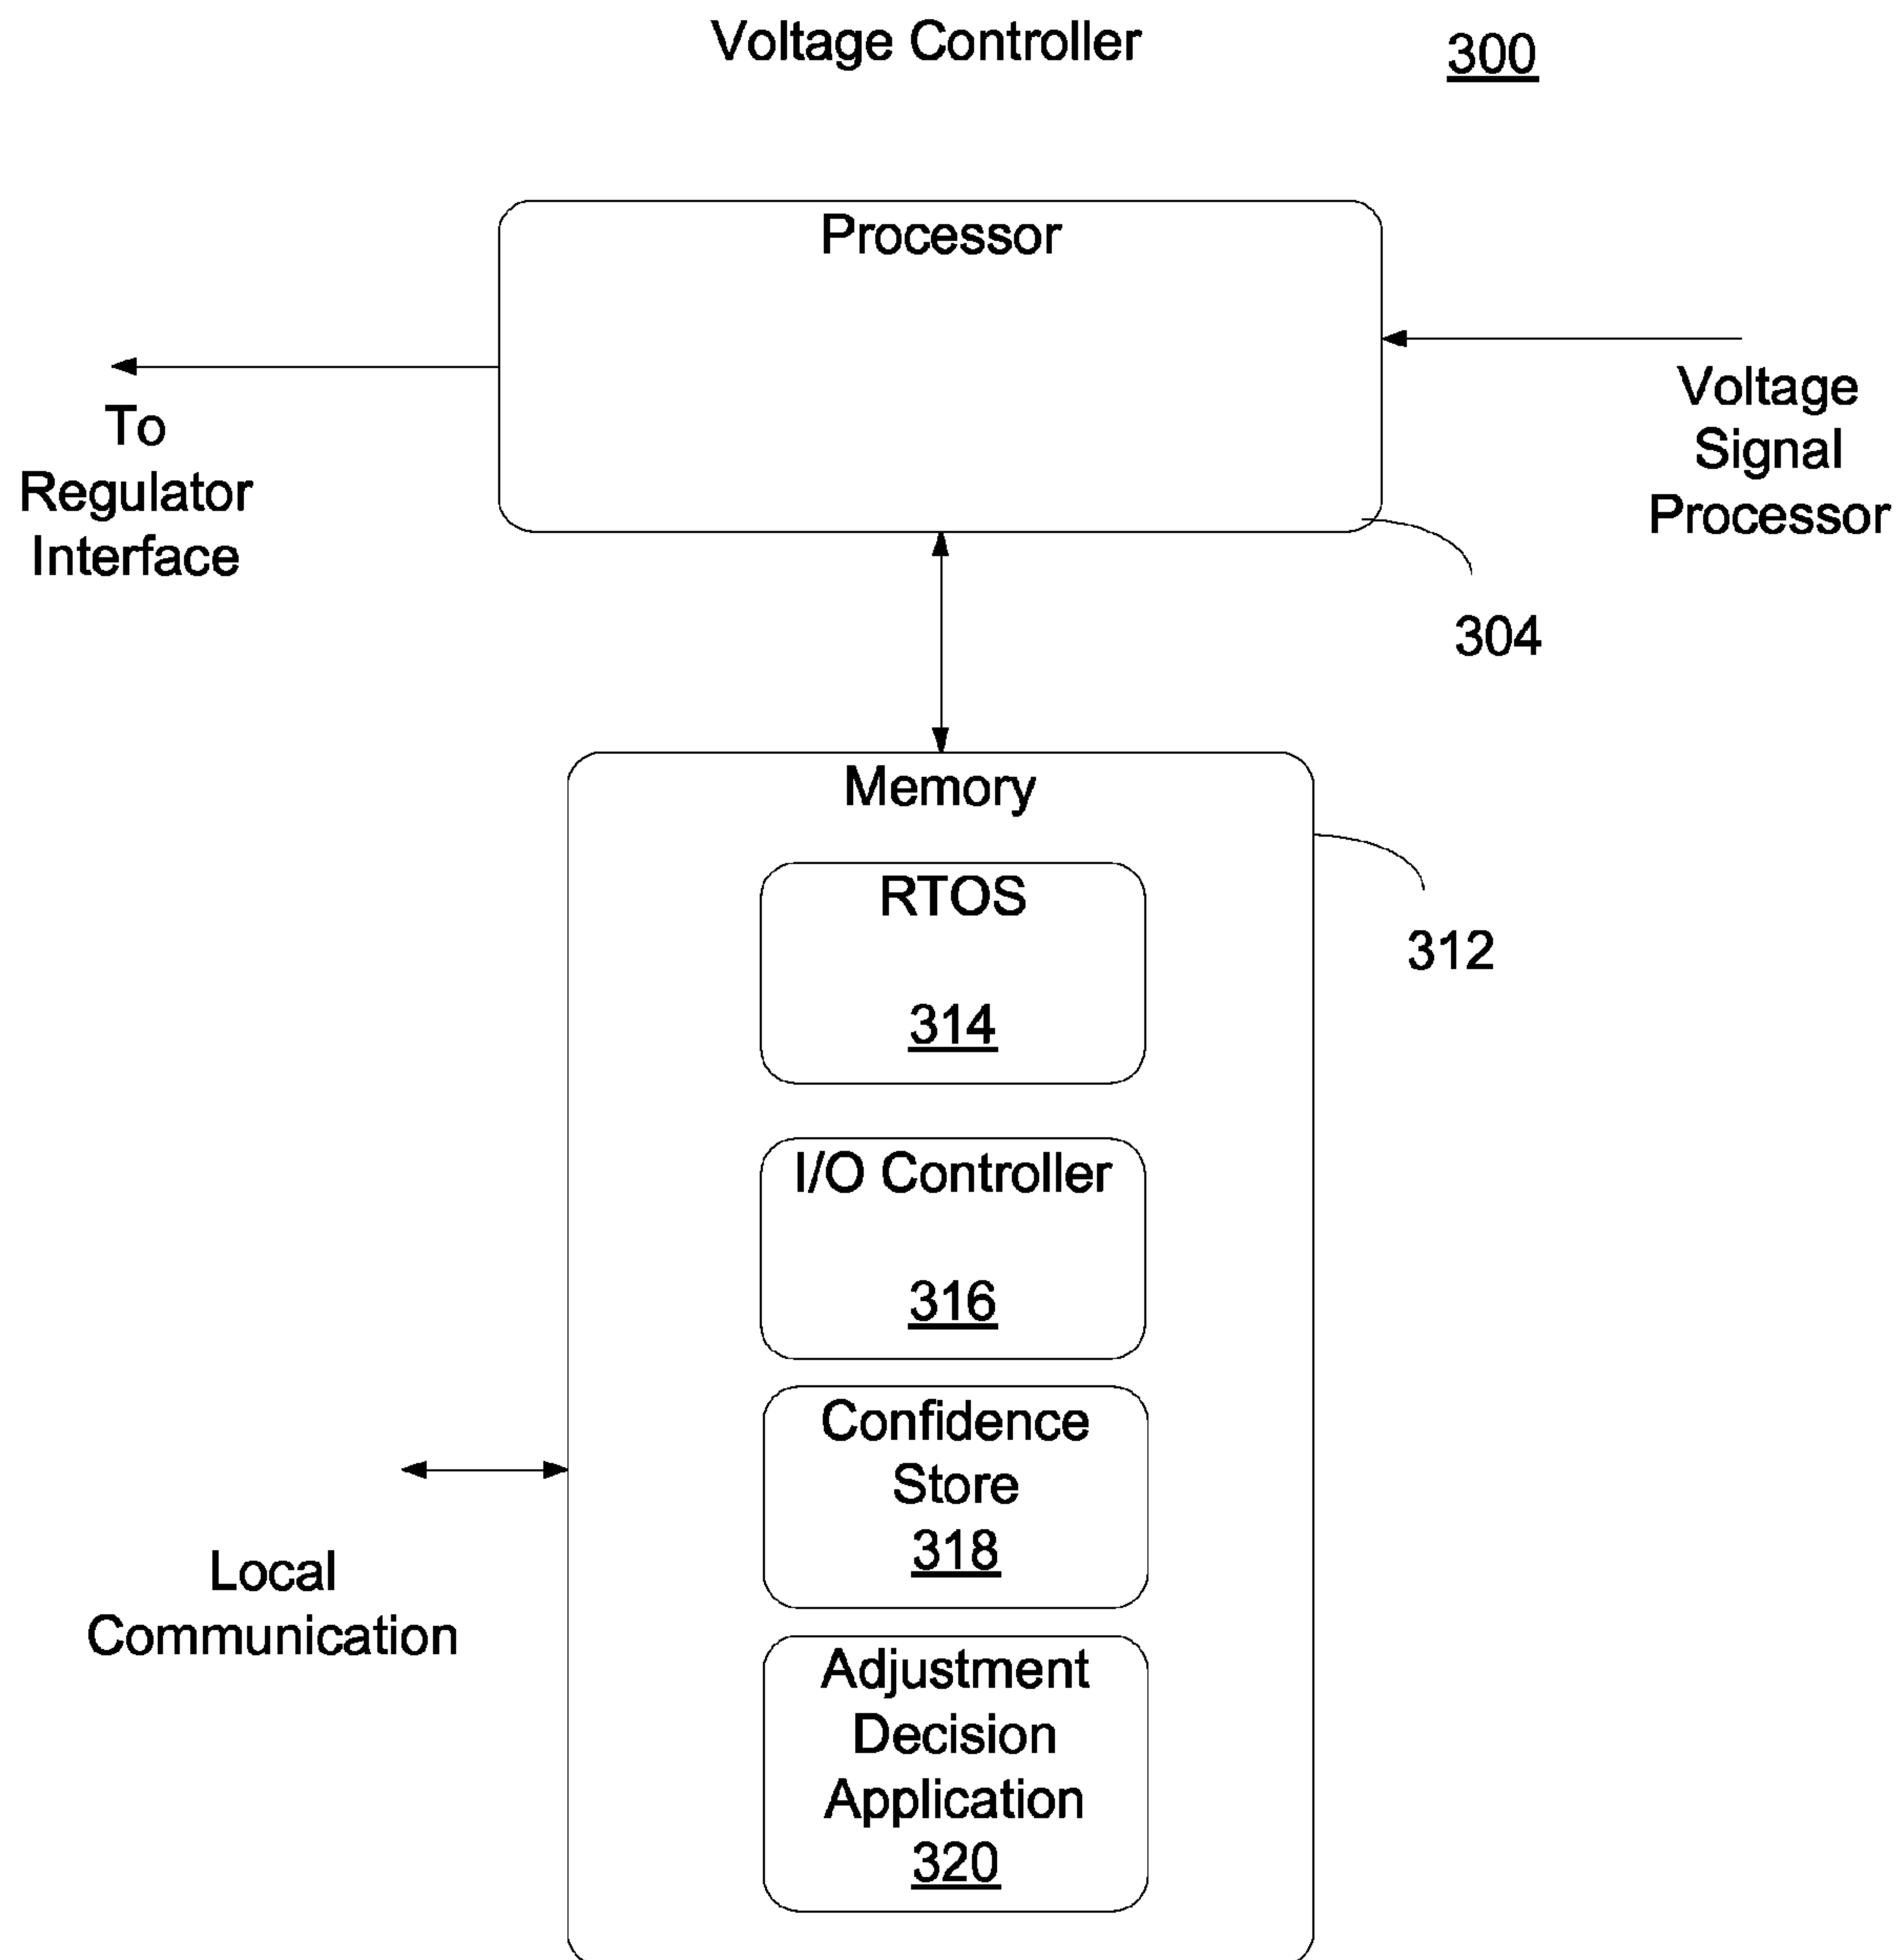 Voltage Controller
300
Processor
To
Regulator
Interface
Voltage
Signal
Processor
304
Memory
312
RTOS
314
I/O Controller
316
Confidence
Store
318
Local
Communication
Adjustment
Decision
Application
320